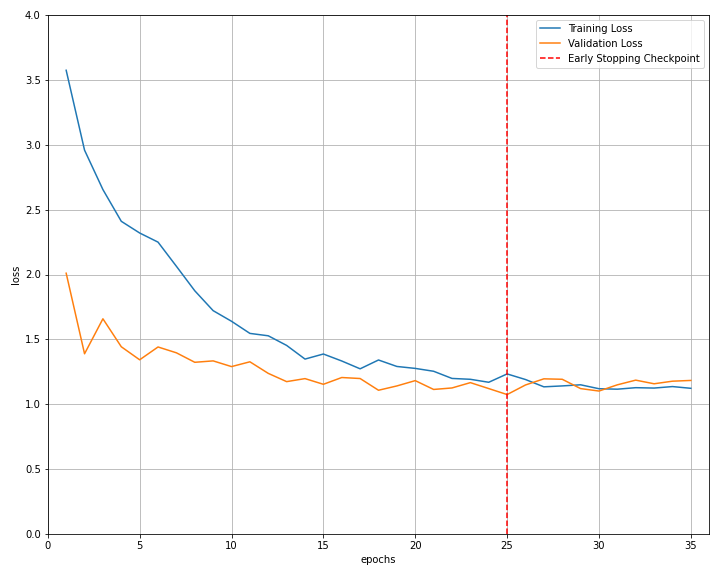 4.0
3.5
3.0
2.5
2.0
1.5
1.0
0.5
0.0
loss
Training Loss
Validation Loss
Early Stopping Checkpoint
0 5 10 15 20 25 30 35
epochs